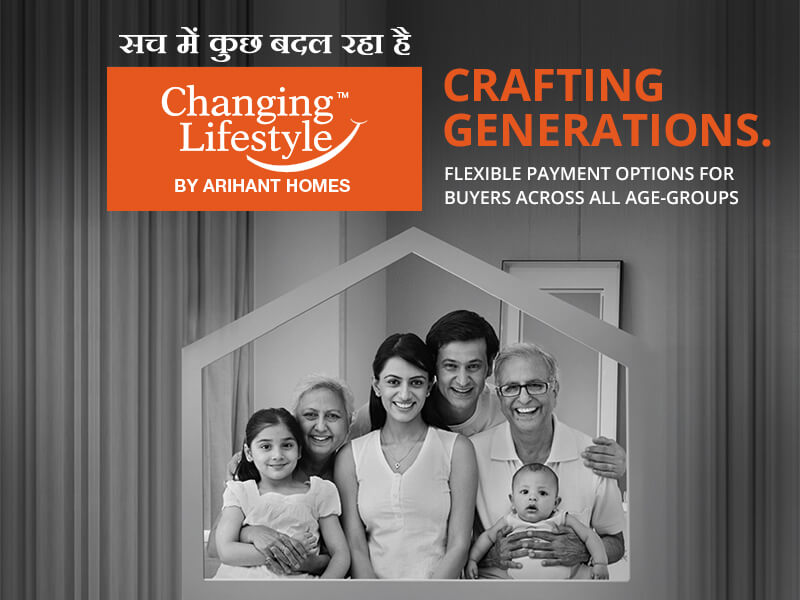 सच में कुछ बदल रहा है
Changing™
Lifestyle
BY ARIHANT HOMES
CRAFTING
GENERATIONS.
FLEXIBLE PAYMENT OPTIONS FOR
BUYERS ACROSS ALL AGE-GROUPS